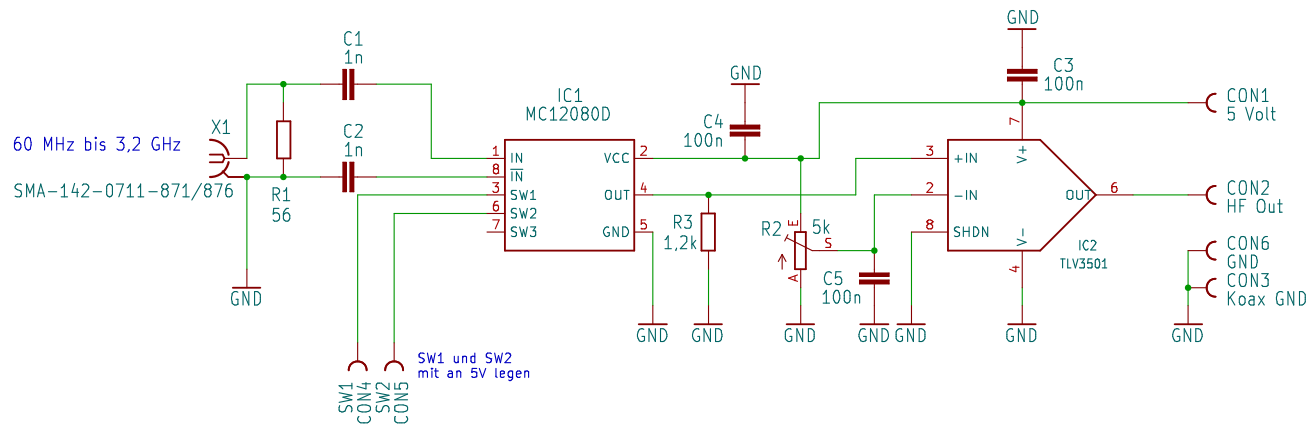 GND
C3
100n
CON1
5 Volt
7
C1
1n
GND
C4
100n
IC1
MC12080D
X1
C2
1n
60 MHz bis 3,2 GHz
SMA-142-0711-871/876
R1
56
1 IN VCC 2
8 IN
3 SW1 OUT 4
6 SW2
7 SW3 GND 5
3 +IN V+
2 -IN OUT 6
8 SHDN V-
4
IC2
TLV3501
CON2
HF Out
CON6
GND
CON3
Koax GND
R3
1,2k
R2
5k
E
S
A
C5
100n
GND
GND
GND
GND
GND
GND
GND
GND
SW1 und SW2
mit an 5V legen
SW1
CON4
SW2
CON5